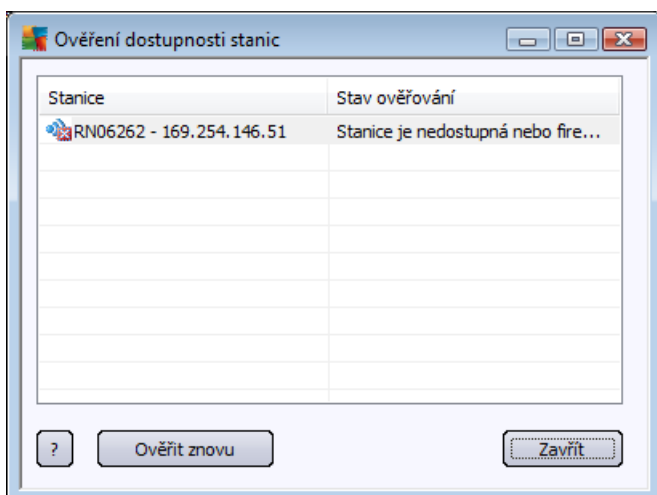 Ověření dostupnosti stanic
Stanice Stav ověřování
RN06262 - 169.254.146.51 Stanice je nedostupná nebo fire...
? Ověřit znovu Zavřít